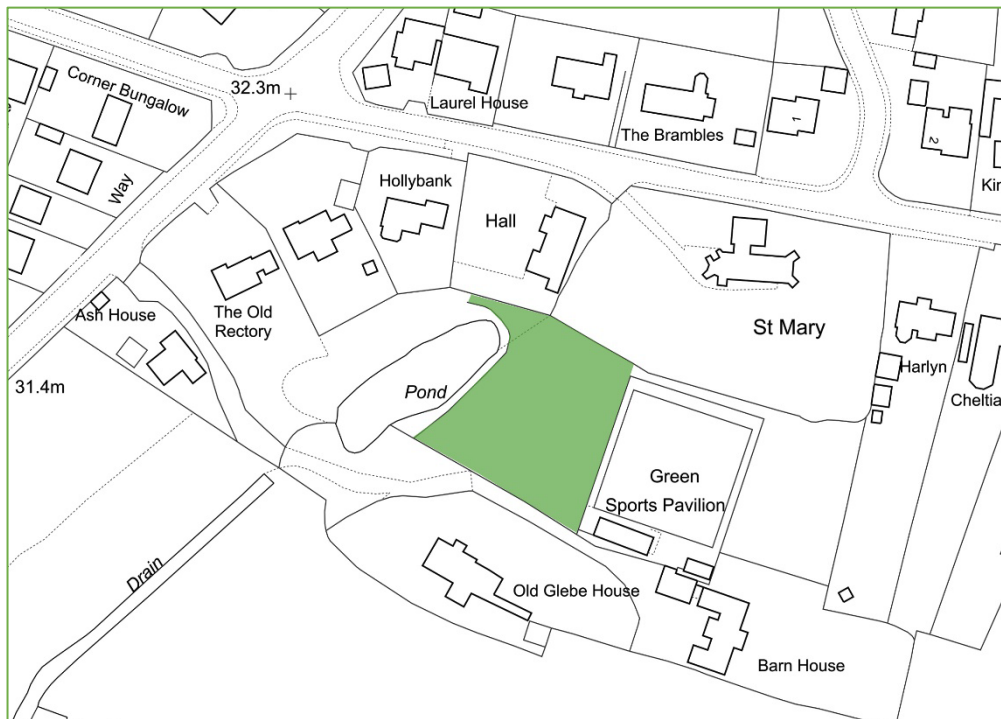 Corner Bungalow
32.3m
Laurel House
The Brambles
1
2
Way
Hollybank
Hall
The Old
Rectory
St Mary
Ash House
Harlyn
31.4m
Pond
Green
Sports Pavilion
Drain
Old Glebe House
Barn House